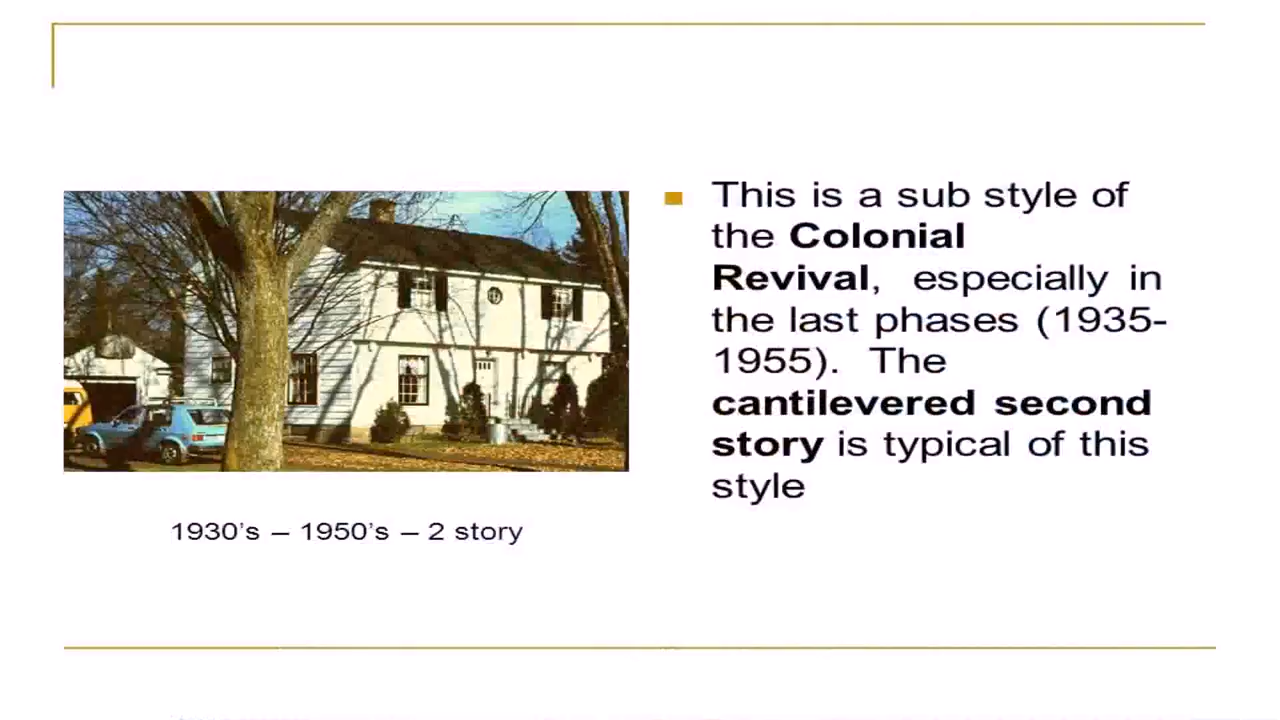 This is a sub style of
the Colonial
Revival, especially in
the last phases (1935-
1955). The
cantilevered second
story is typical of this
style
1930's – 1950's – 2 story